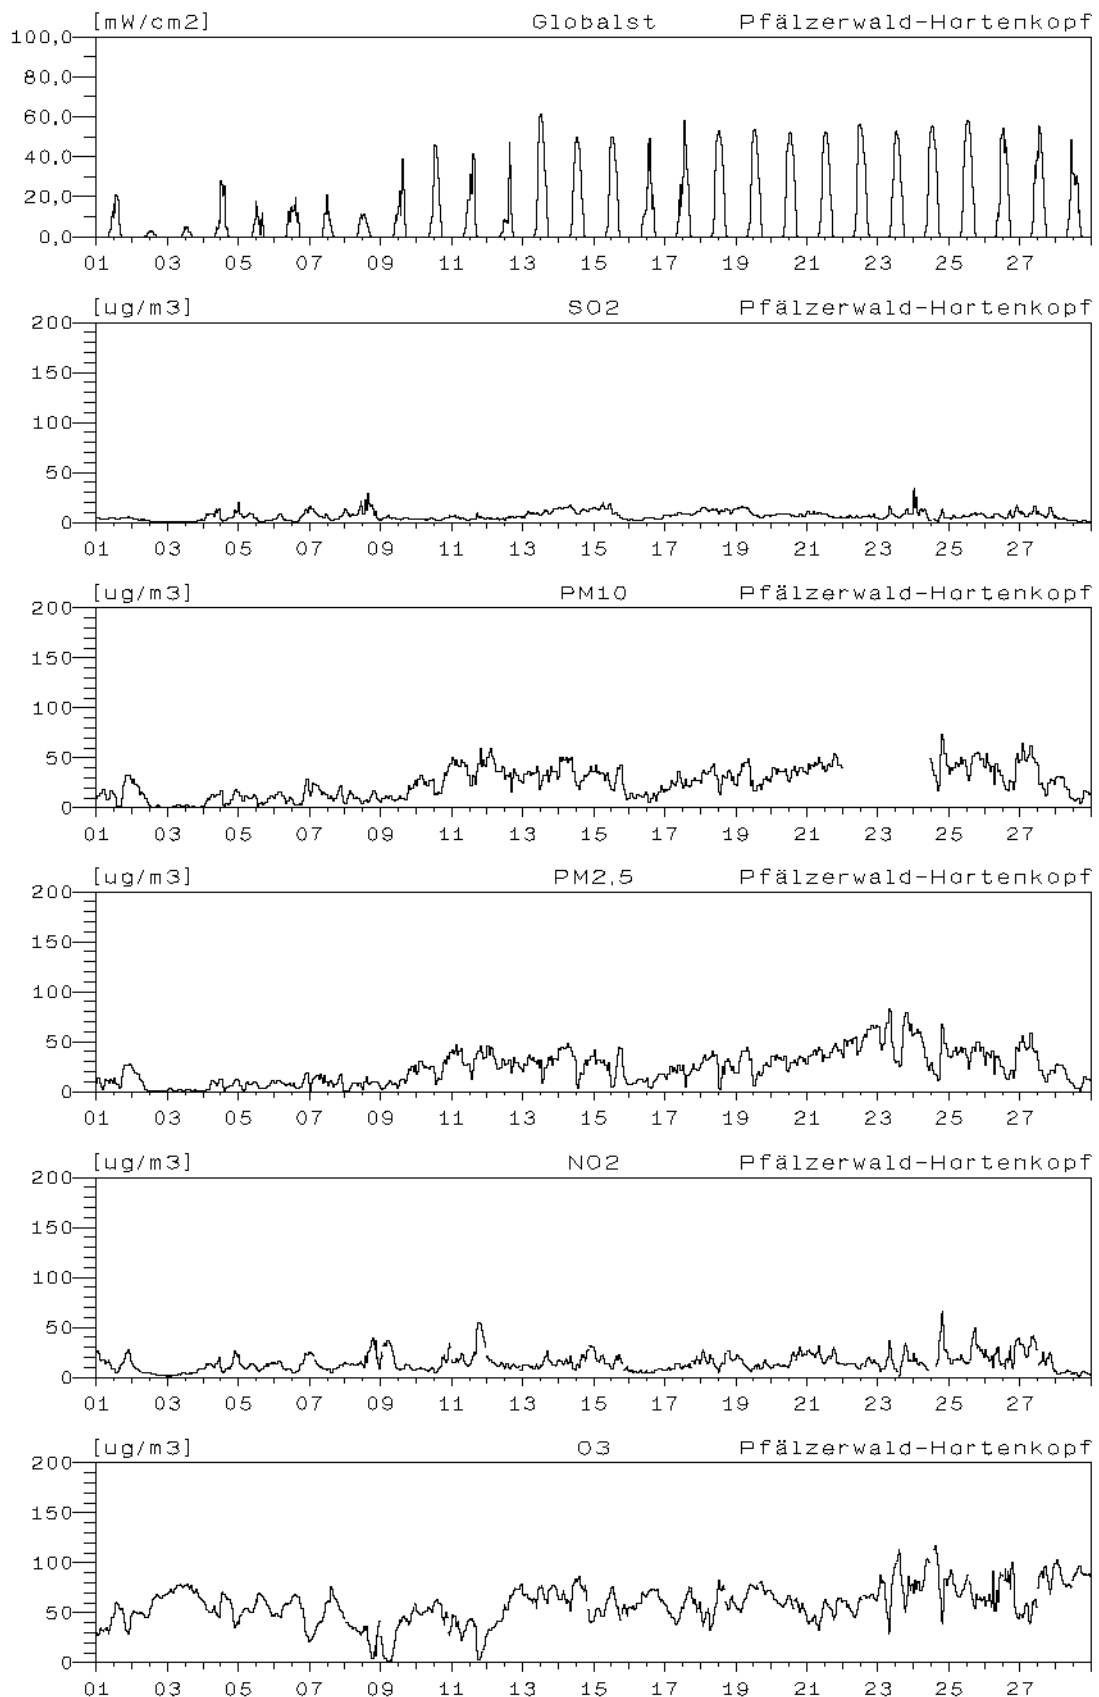 [mW/cm2] Globalst Pfälzerwald-Hortenkopf
100,0
80,0
60,0
40,0
20,0
0,0
01 03 05 07 09 11 13 15 17 19 21 23 25 27
[ug/m3] SO2 Pfälzerwald-Hortenkopf
200
150
100
50
0
01 03 05 07 09 11 13 15 17 19 21 23 25 27
[ug/m3] PM10 Pfälzerwald-Hortenkopf
200
150
100
50
0
01 03 05 07 09 11 13 15 17 19 21 23 25 27
[ug/m3] PM2,5 Pfälzerwald-Hortenkopf
200
150
100
50
0
01 03 05 07 09 11 13 15 17 19 21 23 25 27
[ug/m3] NO2 Pfälzerwald-Hortenkopf
200
150
100
50
0
01 03 05 07 09 11 13 15 17 19 21 23 25 27
[ug/m3] O3 Pfälzerwald-Hortenkopf
200
150
100
50
0
01 03 05 07 09 11 13 15 17 19 21 23 25 27